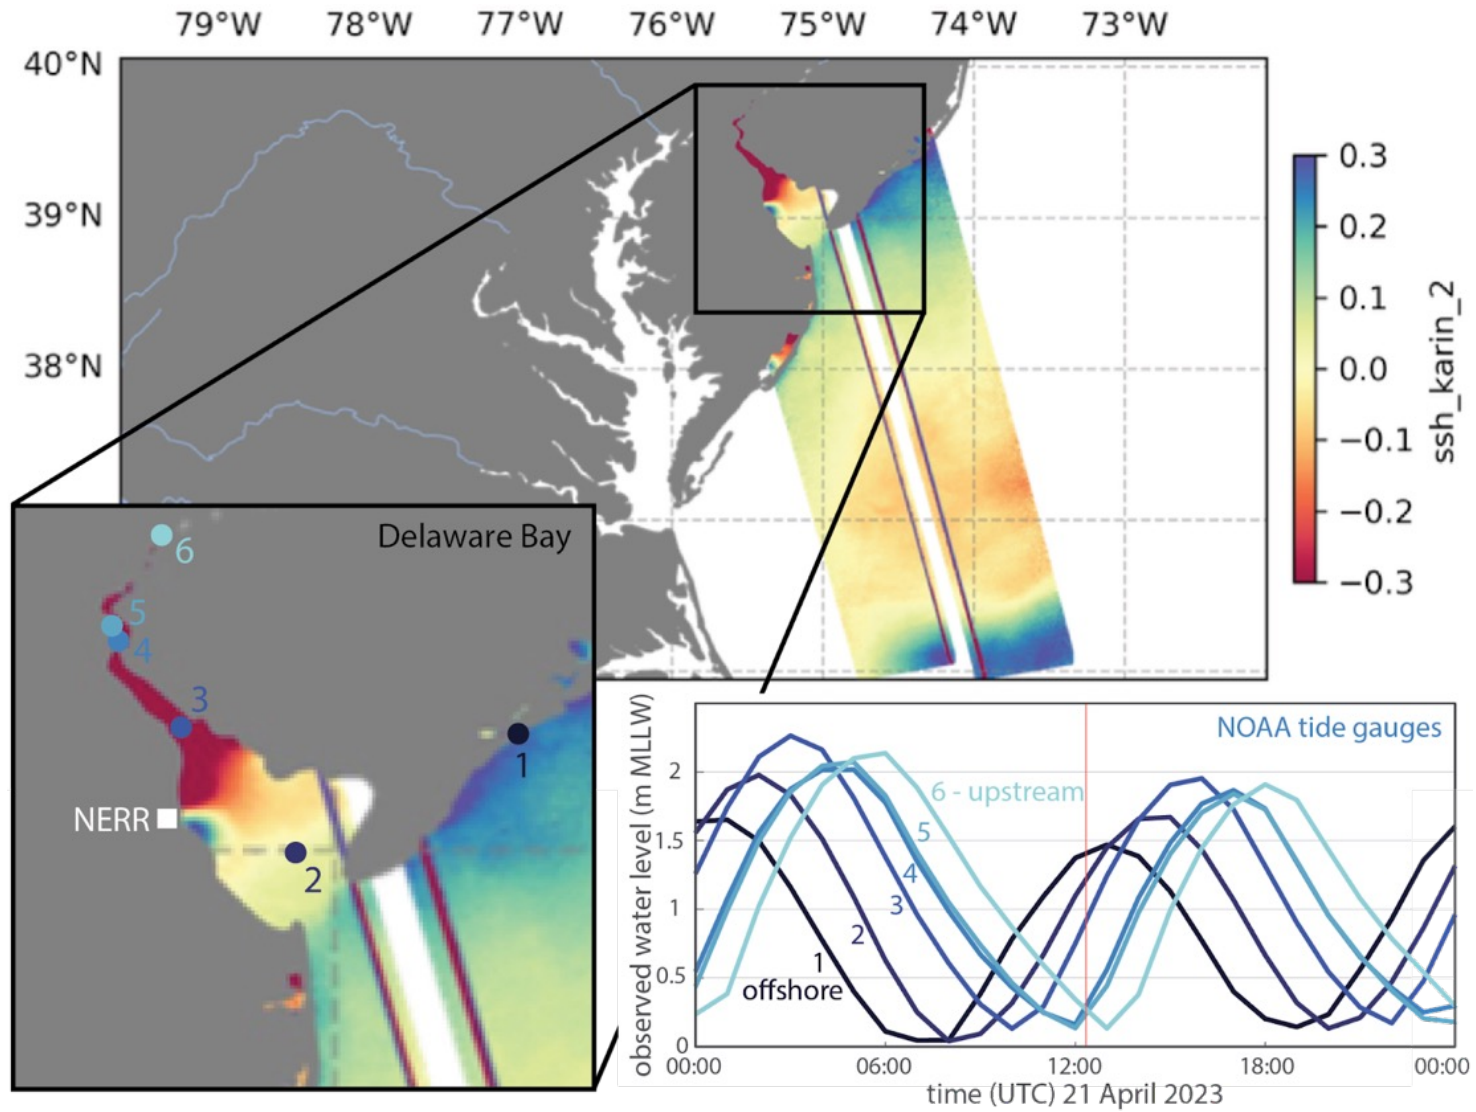 79°W 78°W 77°W 76°W 75°W 74°W 73°W
40°N
39°N
38°N
0.3
0.2
0.1
0.0
−0.1
−0.2
−0.3
ssh_karin_2
Delaware Bay
6
5
4
3
1
NERR
2
NOAA tide gauges
6 - upstream
5
4
3
2
1
offshore
observed water level (m MLLW)
2
1.5
1
0.5
0
00:00 06:00 12:00 18:00 00:00
time (UTC) 21 April 2023